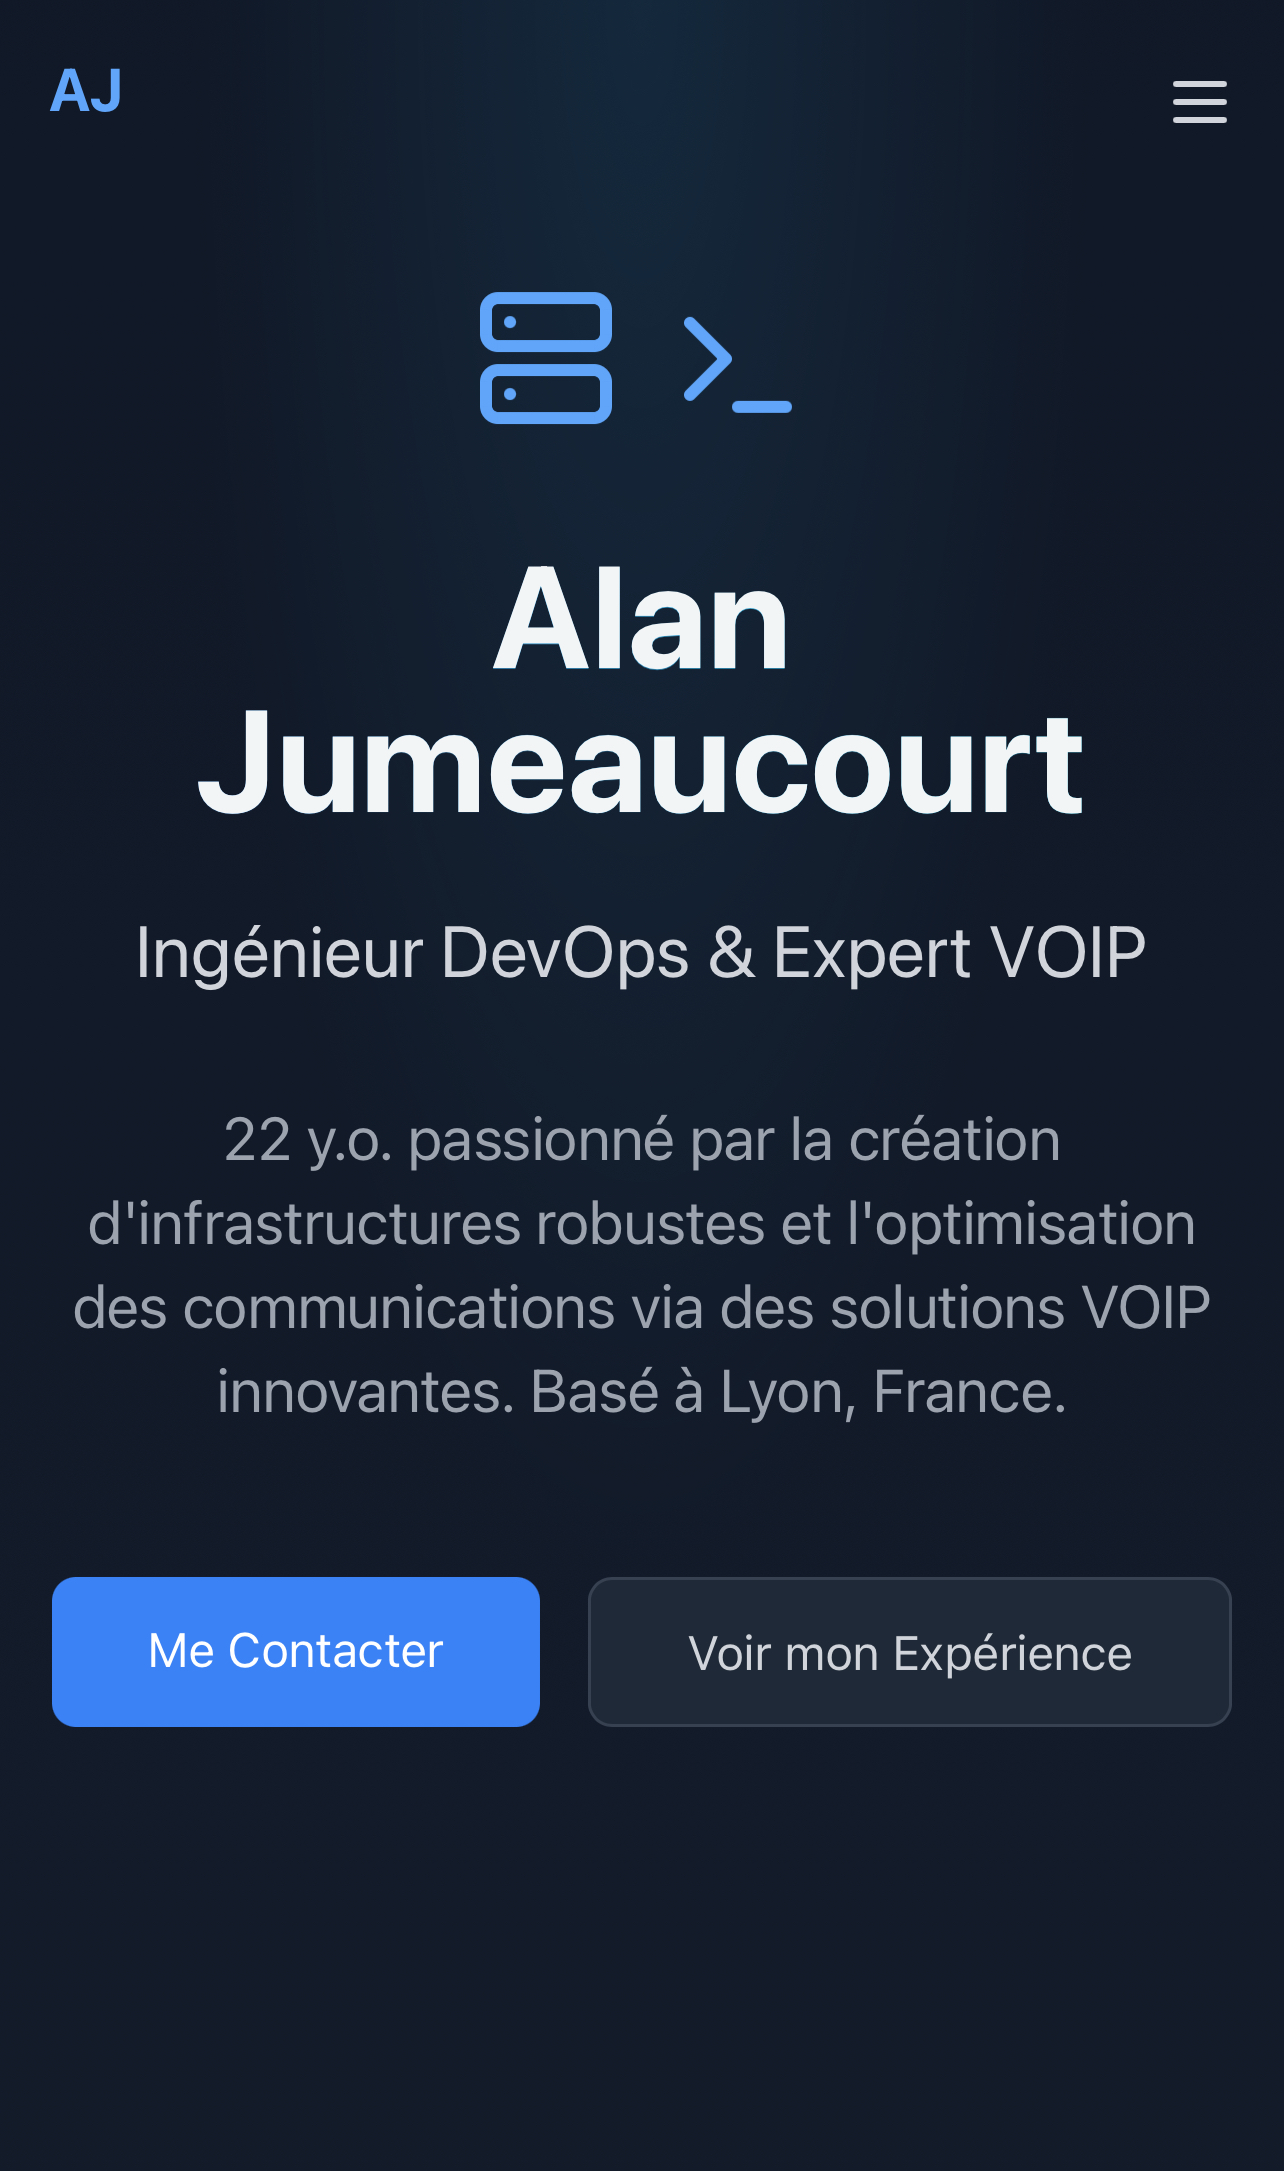 AJ
Alan
Jumeaucourt
Ingénieur DevOps & Expert VOIP
22 y.o. passionné par la création
d'infrastructures robustes et l'optimisation
des communications via des solutions VOIP
innovantes. Basé à Lyon, France.
Me Contacter
Voir mon Expérience